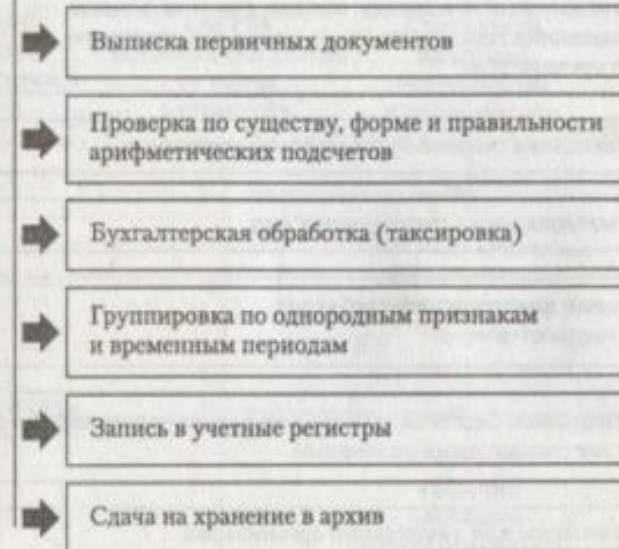 Выписка первичных документов
Проверка по существу, форме и правильности
арифметических подсчетов
Бухгалтерская обработка (таксировка)
Группировка по однородным признакам
и временным периодам
Запись в учетные регистры
Сдача на хранение в архив